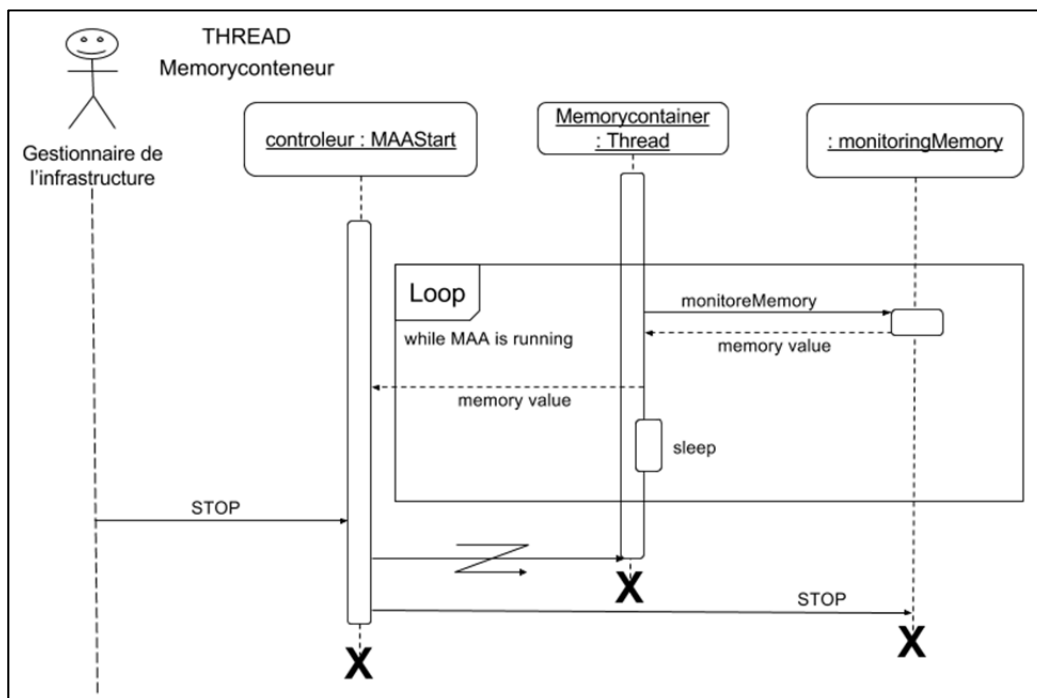 THREAD
Memoryconteneur
Gestionnaire de
l'infrastructure
controleur : MAAStart
Memorycontainer
: Thread
: monitoringMemory
Loop
while MAA is running
monitoreMemory
memory value
memory value
sleep
STOP
STOP
X
X
X